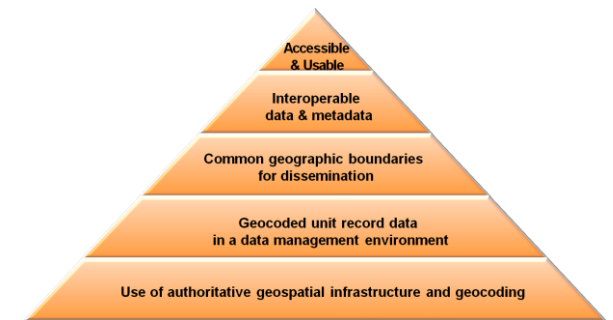 Accessible
& Usable
Interoperable
data & metadata
Common geographic boundaries
for dissemination
Geocoded unit record data
in a data management environment
Use of authoritative geospatial infrastructure and geocoding